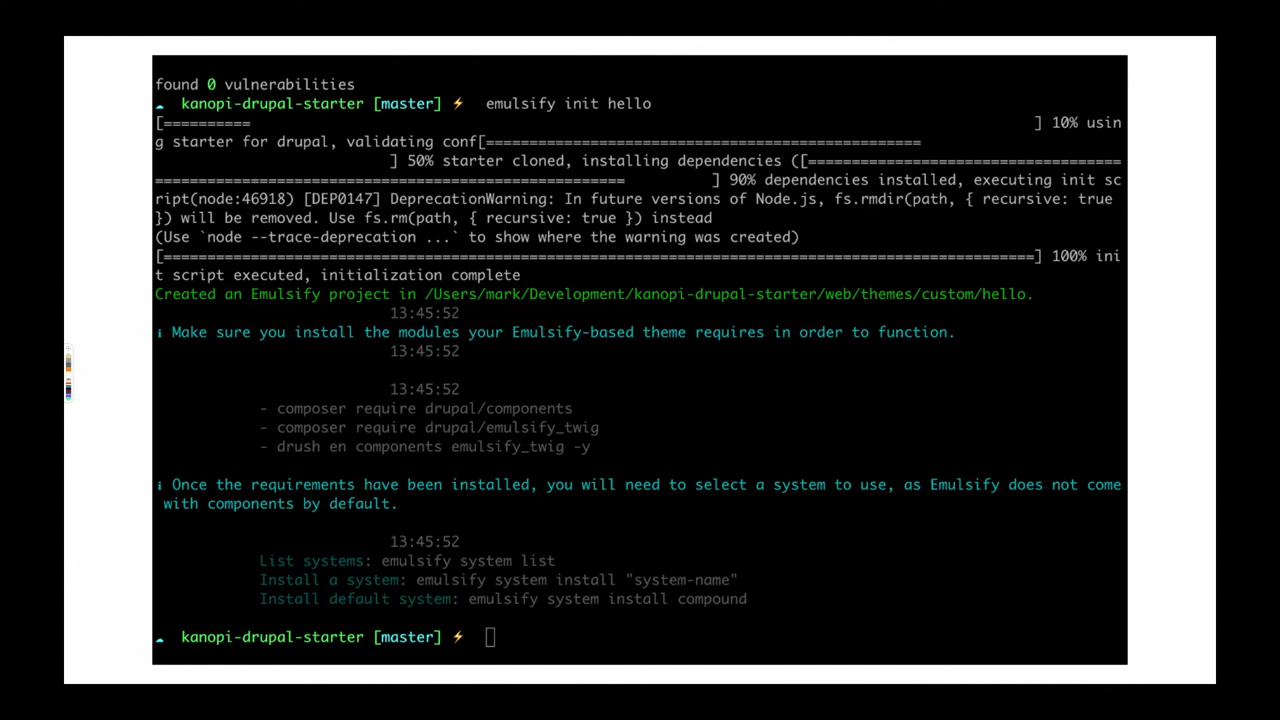 found 0 vulnerabilities
kanopi-drupal-starter [master] ⚡ emulsify init hello
[========== ] 10% usin
g starter for drupal, validating conf[==================================================
] 50% starter cloned, installing dependencies ([====================================
====================================================== ] 90% dependencies installed, executing init sc
ript(node:46918) [DEP0147] DeprecationWarning: In future versions of Node.js, fs.rmdir(path, { recursive: true
}) will be removed. Use fs.rm(path, { recursive: true }) instead
(Use `node --trace-deprecation ...` to show where the warning was created)
[====================================================================================================] 100% ini
t script executed, initialization complete
Created an Emulsify project in /Users/mark/Development/kanopi-drupal-starter/web/themes/custom/hello.
13:45:52
ℹ Make sure you install the modules your Emulsify-based theme requires in order to function.
13:45:52
13:45:52
- composer require drupal/components
- composer require drupal/emulsify_twig
- drush en components emulsify_twig -y
ℹ Once the requirements have been installed, you will need to select a system to use, as Emulsify does not come
with components by default.
13:45:52
List systems: emulsify system list
Install a system: emulsify system install "system-name"
Install default system: emulsify system install compound
kanopi-drupal-starter [master] ⚡